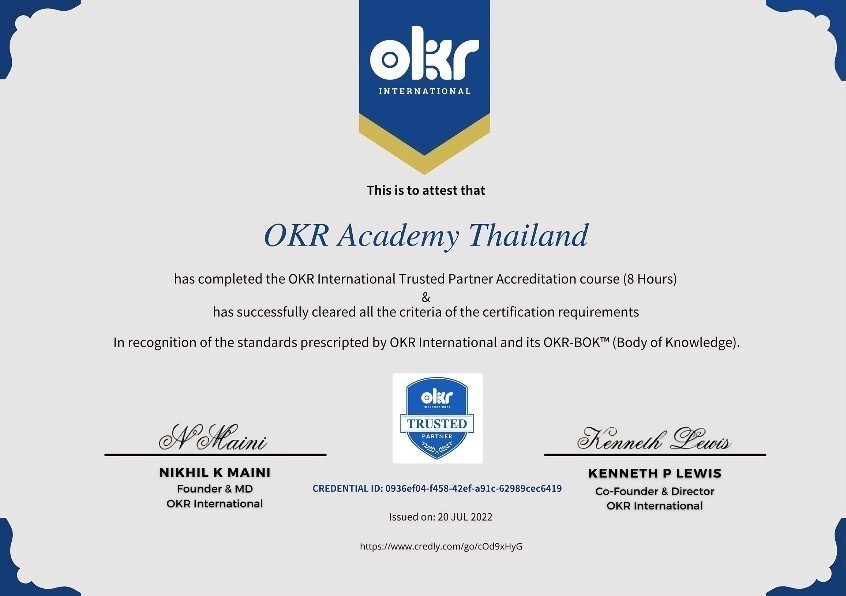 okr
INTERNATIONAL
This is to attest that
OKR Academy Thailand
has completed the OKR International Trusted Partner Accreditation course (8 Hours)
&
has successfully cleared all the criteria of the certification requirements
In recognition of the standards prescripted by OKR International and its OKR-BOK™ (Body of Knowledge).
okr
INTERNATIONAL
TRUSTED
PARTNER
N Maini
NIKHIL K MAINI
Founder & MD
OKR International
Kenneth Lewis
KENNETH P LEWIS
Co-Founder & Director
OKR International
CREDENTIAL ID: 0936ef04-f458-42ef-a91c-62989cec6419
Issued on: 20 JUL 2022
https://www.credly.com/go/cOd9xHyG